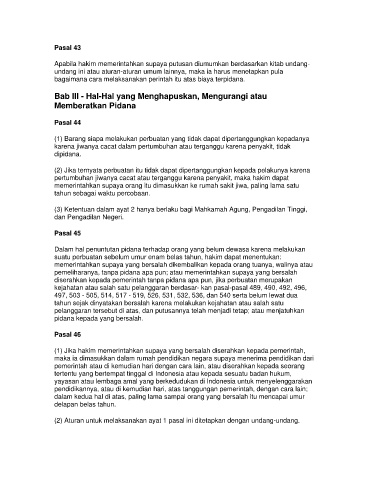 Pasal 43
Apabila hakim memerintahkan supaya putusan diumumkan berdasarkan kitab undang-
undang ini atau aturan-aturan umum lainnya, maka ia harus menetapkan pula
bagaimana cara melaksanakan perintah itu atas biaya terpidana.
Bab III - Hal-Hal yang Menghapuskan, Mengurangi atau
Memberatkan Pidana
Pasal 44
(1) Barang siapa melakukan perbuatan yang tidak dapat dipertanggungkan kepadanya
karena jiwanya cacat dalam pertumbuhan atau terganggu karena penyakit, tidak
dipidana.
(2) Jika ternyata perbuatan itu tidak dapat dipertanggungkan kepada pelakunya karena
pertumbuhan jiwanya cacat atau terganggu karena penyakit, maka hakim dapat
memerintahkan supaya orang itu dimasukkan ke rumah sakit jiwa, paling lama satu
tahun sebagai waktu percobaan.
(3) Ketentuan dalam ayat 2 hanya berlaku bagi Mahkamah Agung, Pengadilan Tinggi,
dan Pengadilan Negeri.
Pasal 45
Dalam hal penuntutan pidana terhadap orang yang belum dewasa karena melakukan
suatu perbuatan sebelum umur enam belas tahun, hakim dapat menentukan:
memerintahkan supaya yang bersalah dikembalikan kepada orang tuanya, walinya atau
pemeliharanya, tanpa pidana apa pun; atau memerintahkan supaya yang bersalah
diserahkan kepada pemerintah tanpa pidana apa pun, jika perbuatan merupakan
kejahatan atau salah satu pelanggaran berdasar- kan pasal-pasal 489, 490, 492, 496,
497, 503 - 505, 514, 517 - 519, 526, 531, 532, 536, dan 540 serta belum lewat dua
tahun sejak dinyatakan bersalah karena melakukan kejahatan atau salah satu
pelanggaran tersebut di atas, dan putusannya telah menjadi tetap; atau menjatuhkan
pidana kepada yang bersalah.
Pasal 46
(1) Jika hakim memerintahkan supaya yang bersalah diserahkan kepada pemerintah,
maka ia dimasukkan dalam rumah pendidikan negara supaya menerima pendidikan dari
pemerintah atau di kemudian hari dengan cara lain, atau diserahkan kepada seorang
tertentu yang bertempat tinggal di Indonesia atau kepada sesuatu badan hukum,
yayasan atau lembaga amal yang berkedudukan di Indonesia untuk menyelenggarakan
pendidikannya, atau di kemudian hari, atas tanggungan pemerintah, dengan cara lain;
dalam kedua hal di atas, paling lama sampai orang yang bersalah itu mencapai umur
delapan belas tahun.
(2) Aturan untuk melaksanakan ayat 1 pasal ini ditetapkan dengan undang-undang.